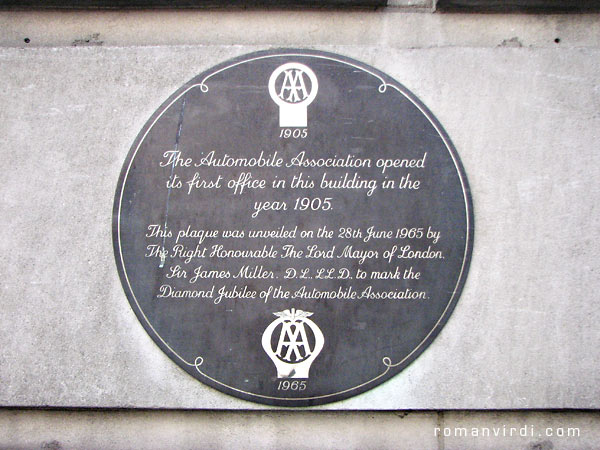 AA
1905
The Automobile Association opened
its first office in this building in the
year 1905.
This plaque was unveiled on the 28th June 1965 by
The Right Honourable The Lord Mayor of London,
Sir James Miller, D.L., LL.D., to mark the
Diamond Jubilee of the Automobile Association.
AA
1965
romanvirdi.com